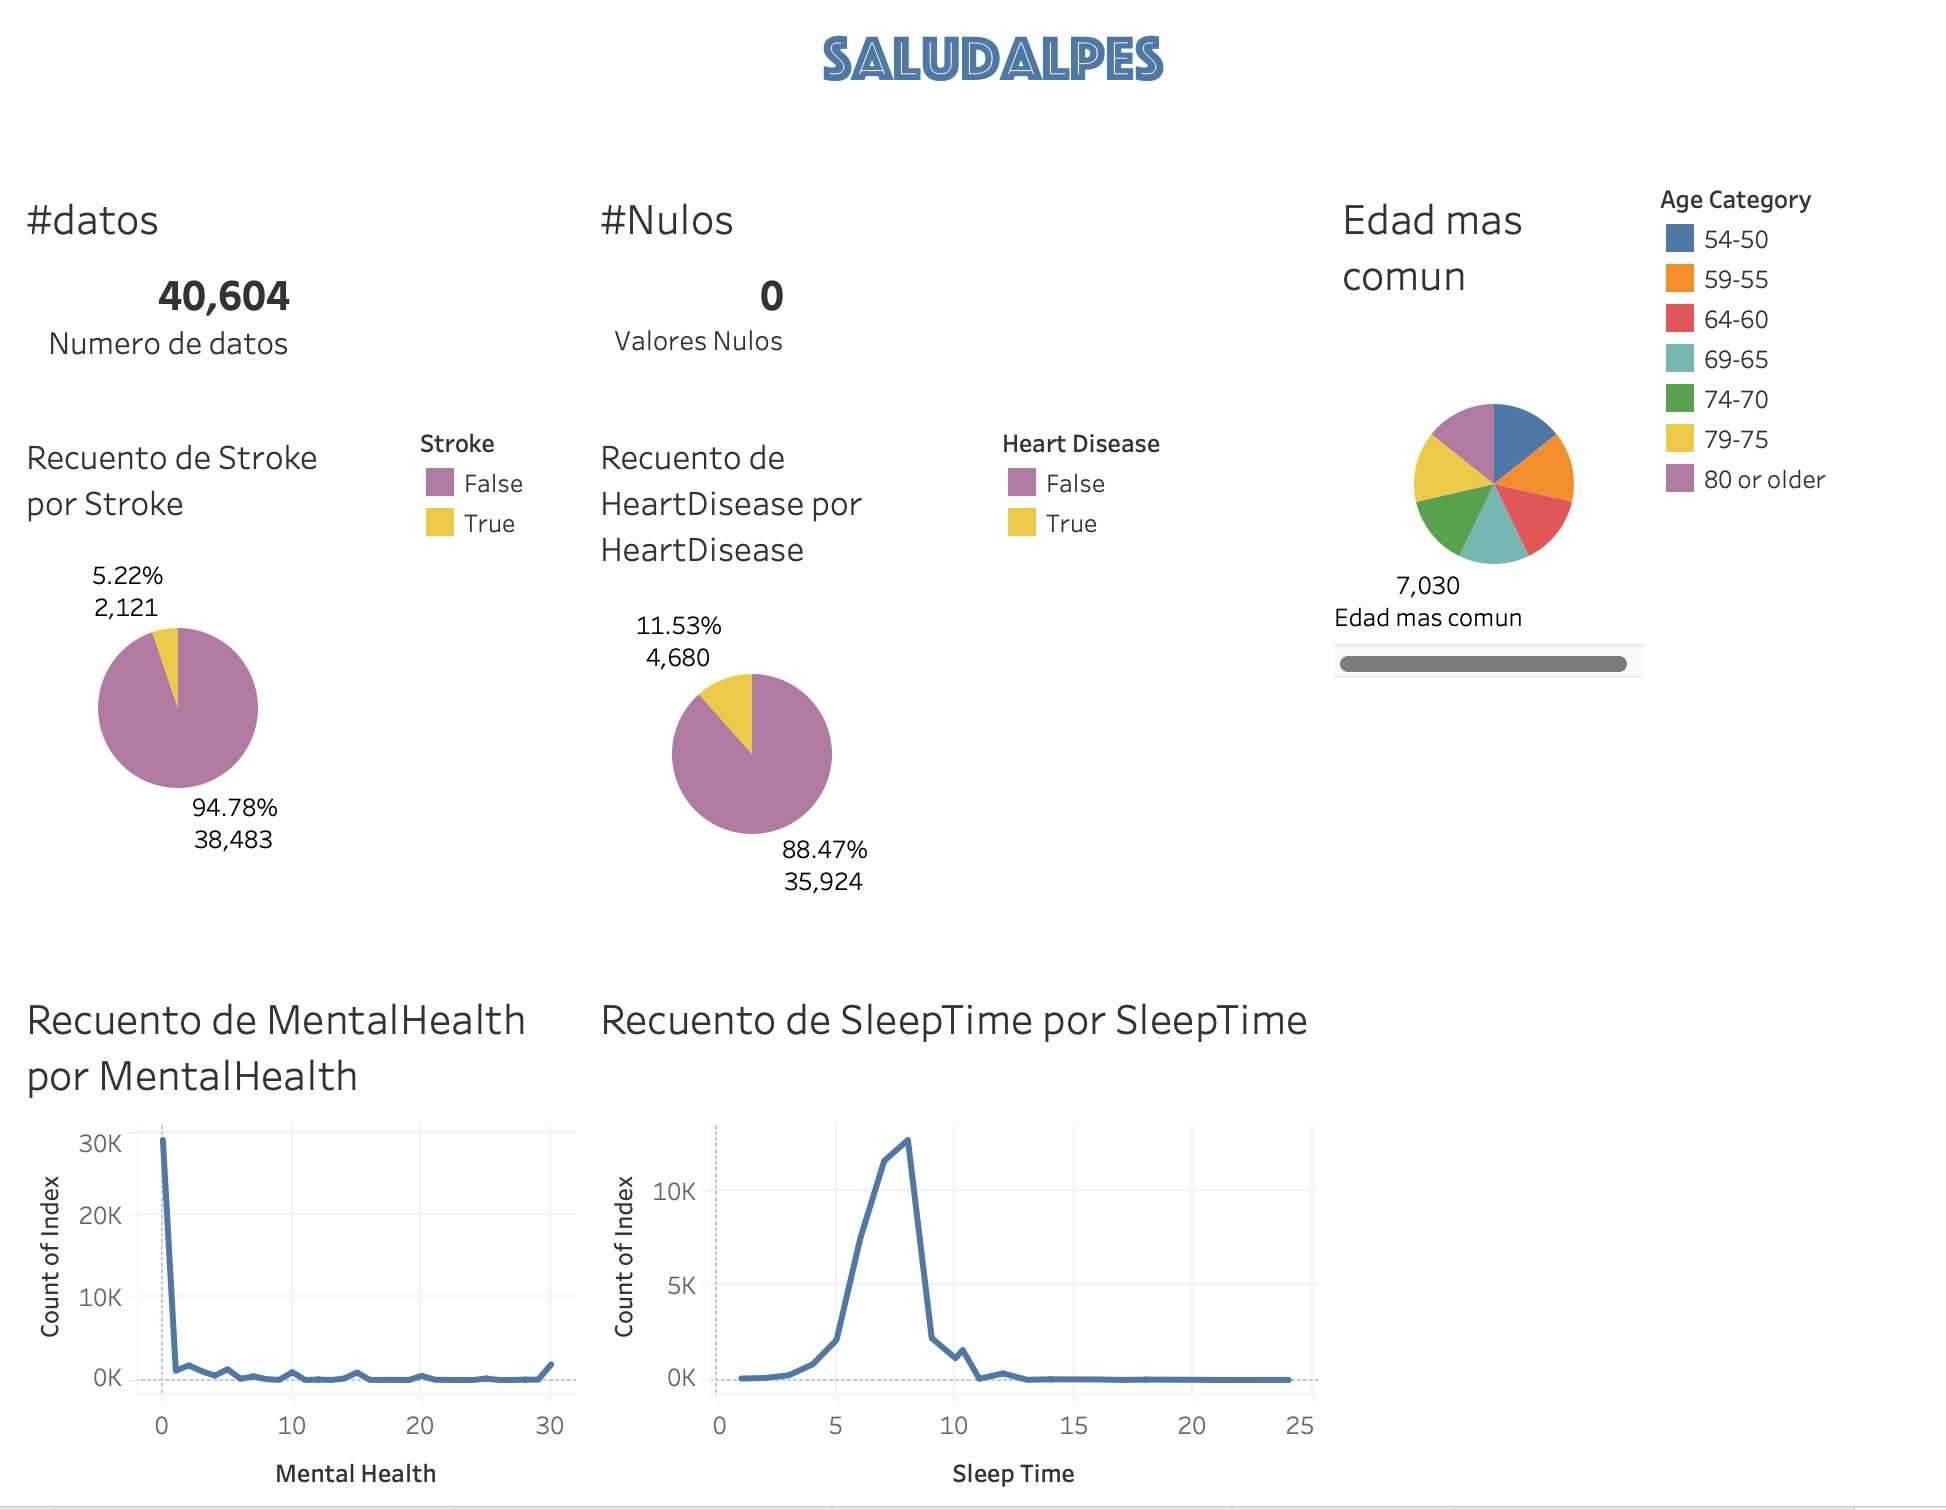 SALUDALPES
#datos
40,604
Numero de datos
#Nulos
0
Valores Nulos
Edad mas
comun
7,030
Edad mas comun
Age Category
54-50
59-55
64-60
69-65
74-70
79-75
80 or older
Recuento de Stroke
por Stroke
5.22%
2,121
94.78%
38,483
Stroke
False
True
Recuento de
HeartDisease por
HeartDisease
11.53%
4,680
88.47%
35,924
Heart Disease
False
True
Recuento de MentalHealth
por MentalHealth
Count of Index
30K
20K
10K
0K
0
10
20
30
Mental Health
Recuento de SleepTime por SleepTime
Count of Index
10K
5K
0K
0
5
10
15
20
25
Sleep Time